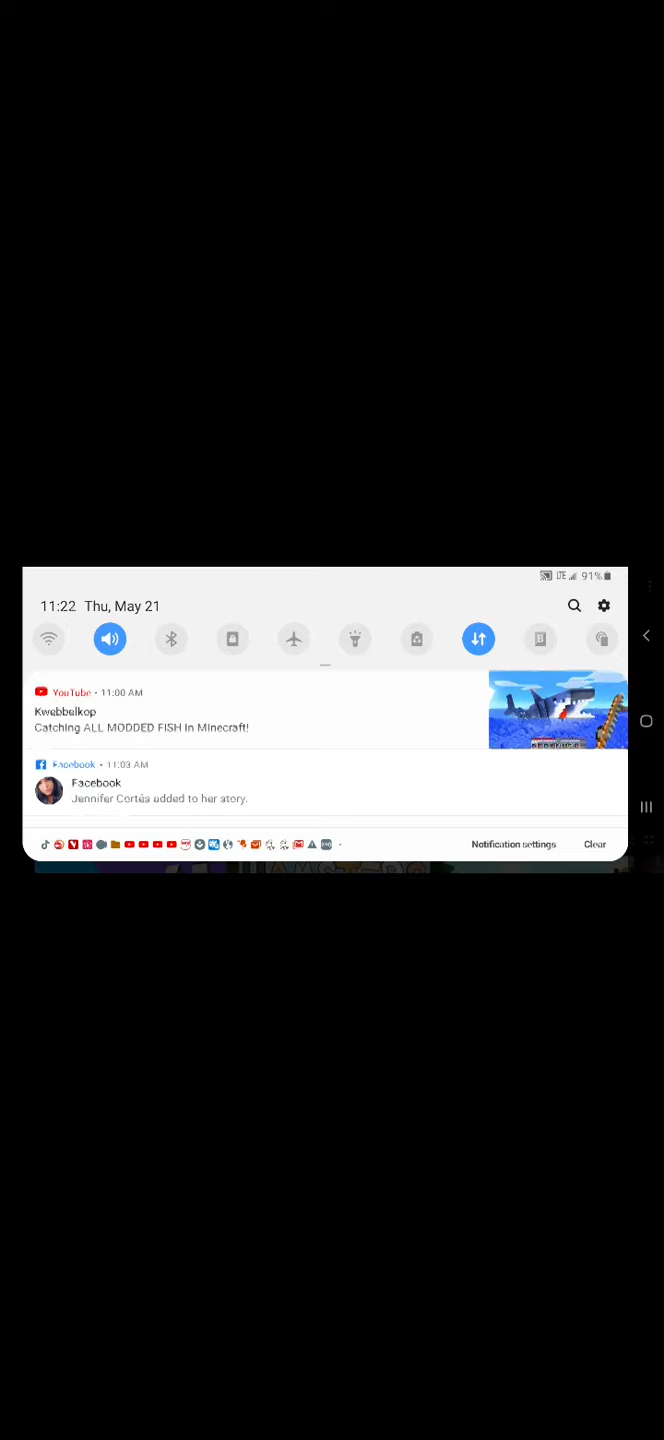 LTE 91%
11:22 Thu, May 21
YouTube • 11:00 AM
Kwebbelkop
Catching ALL MODDED FISH in Minecraft!
Facebook • 11:03 AM
Facebook
Jennifer Cortés added to her story.
Notification settings Clear